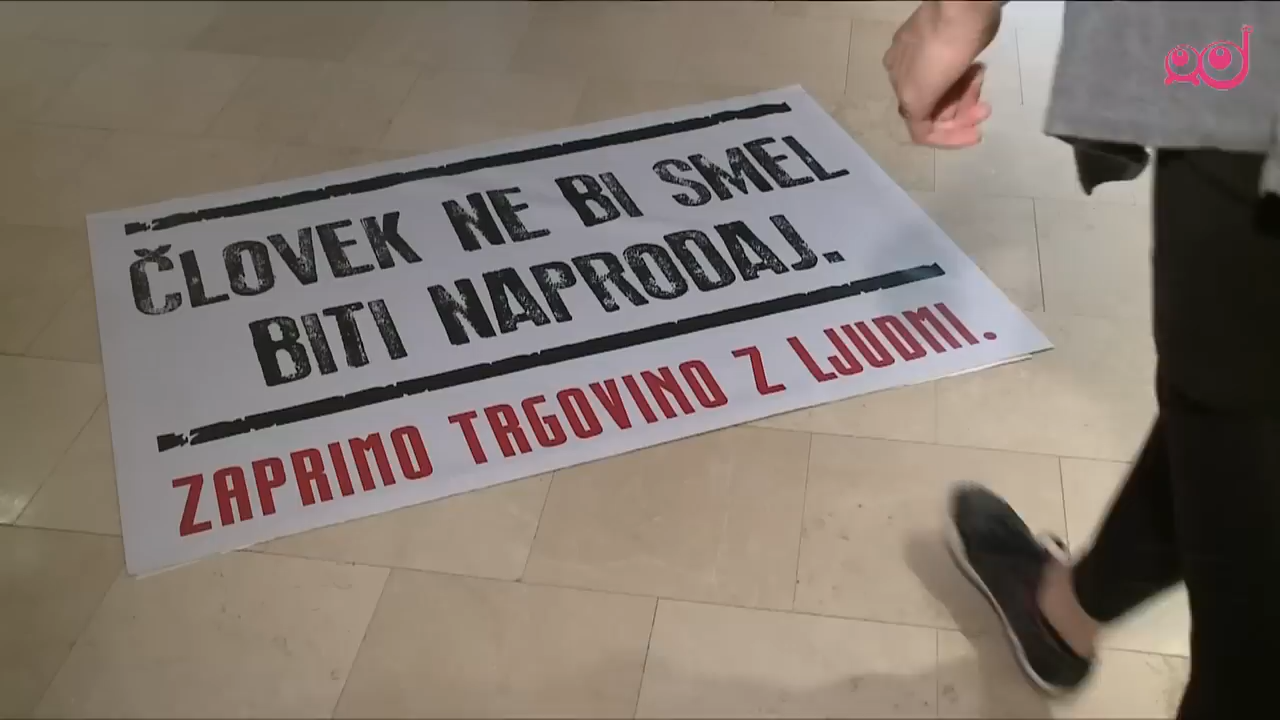 ČLOVEK NE BI SMEL
BITI NAPRODAJ.
ZAPRIMO TRGOVINO Z LJUDMI.